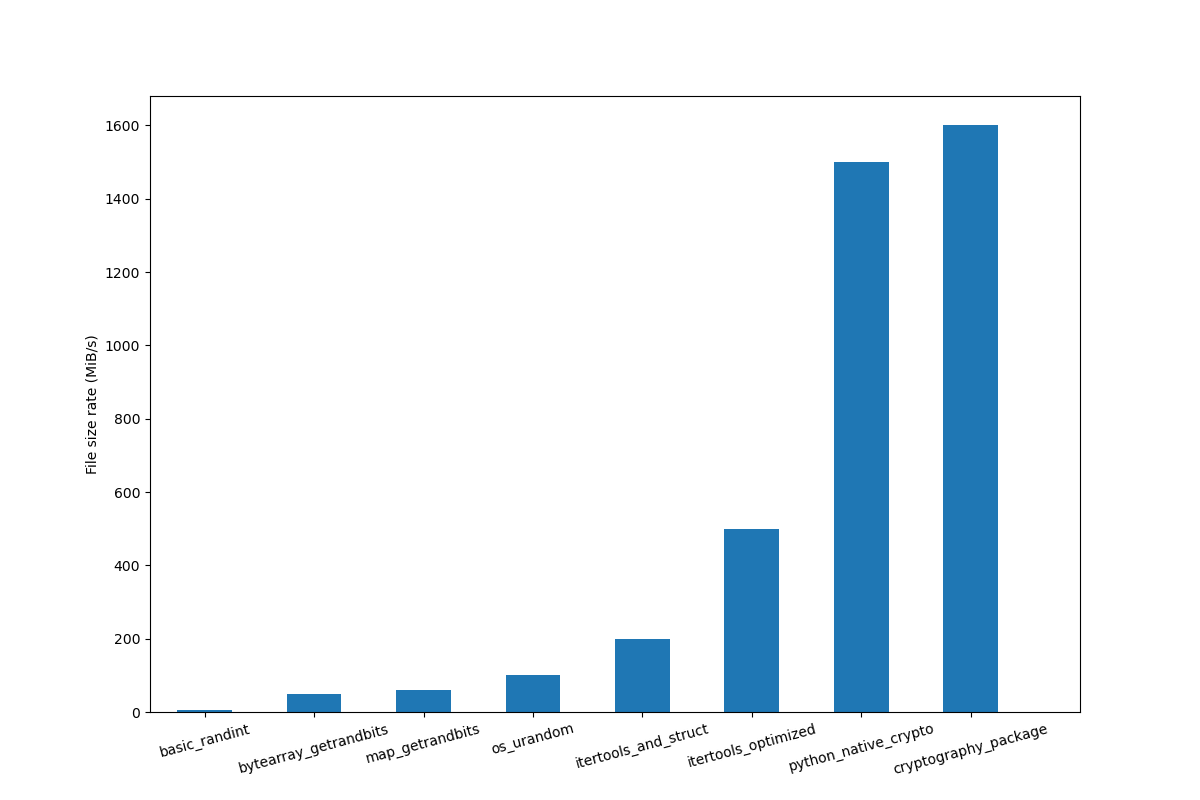 1600
1400
1200
1000
800
600
400
200
0
File size rate (MiB/s)
basic_randint
bytearray_getrandbits
map_getrandbits
os_urandom
itertools_and_struct
itertools_optimized
python_native_crypto
cryptography_package